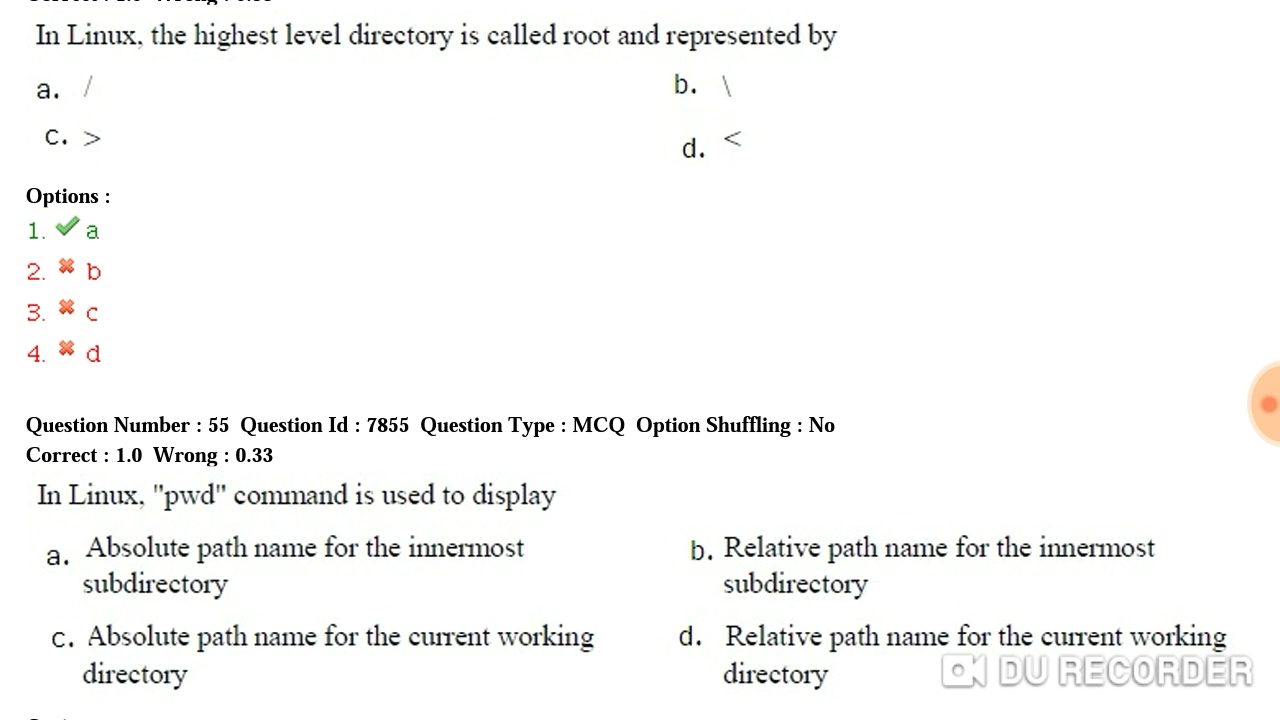 In Linux, the highest level directory is called root and represented by
a. /
b. \
c. >
d. <
Options :
1. a
2. b
3. c
4. d
Question Number : 55 Question Id : 7855 Question Type : MCQ Option Shuffling : No
Correct : 1.0 Wrong : 0.33
In Linux, "pwd" command is used to display
a. Absolute path name for the innermost
subdirectory
b. Relative path name for the innermost
subdirectory
c. Absolute path name for the current working
directory
d. Relative path name for the current working
directory
DU RECORDER